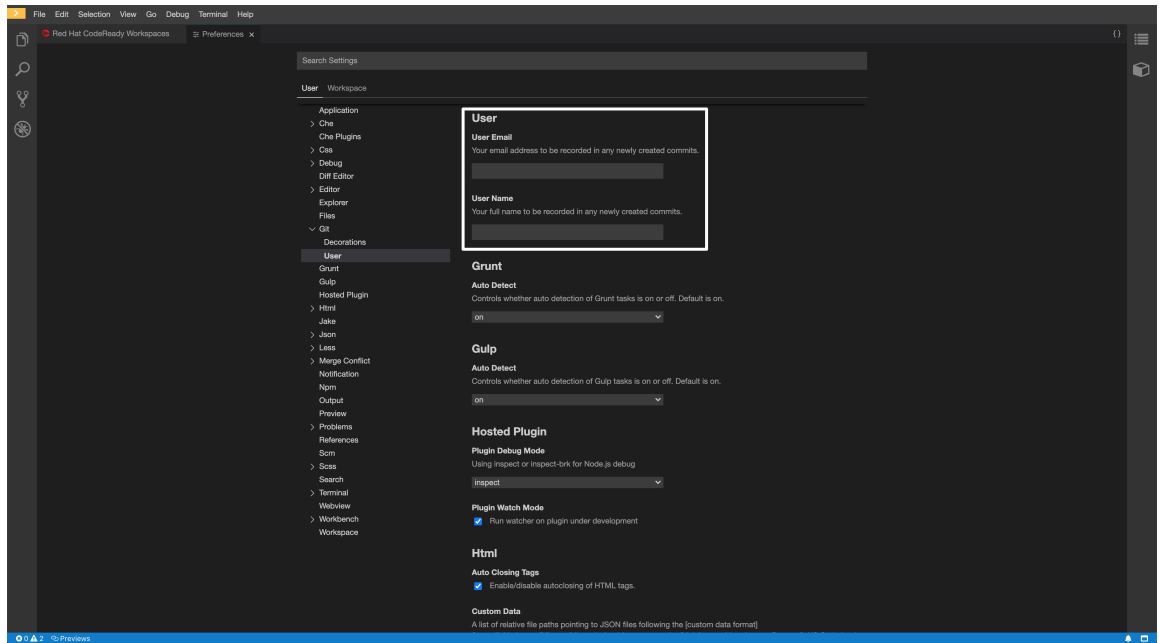 File Edit Selection View Go Debug Terminal Help
Red Hat CodeReady Workspaces
Preferences x
{}
Search Settings
User Workspace
Application
Che
Che Plugins
Css
Debug
Diff Editor
Editor
Explorer
Files
Git
Decorations
User
Grunt
Gulp
Hosted Plugin
Html
Jake
Json
Less
Merge Conflict
Notification
Npm
Output
Preview
Problems
References
Scm
Scss
Search
Terminal
Webview
Workbench
Workspace
User
User Email
Your email address to be recorded in any newly created commits.
User Name
Your full name to be recorded in any newly created commits.
Grunt
Auto Detect
Controls whether auto detection of Grunt tasks is on or off. Default is on.
on
Gulp
Auto Detect
Controls whether auto detection of Gulp tasks is on or off. Default is on.
on
Hosted Plugin
Plugin Debug Mode
Using inspect or inspect-brk for Node.js debug
inspect
Plugin Watch Mode
Run watcher on plugin under development
Html
Auto Closing Tags
Enable/disable autoclosing of HTML tags.
Custom Data
A list of relative file paths pointing to JSON files following the [custom data format]
0 2 Previews